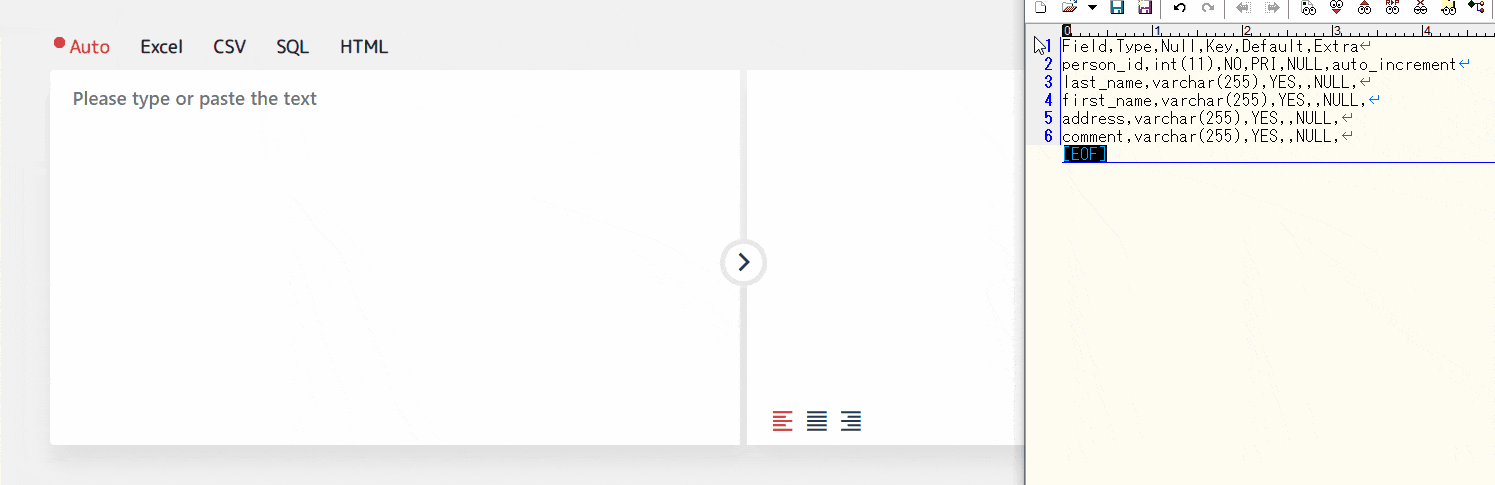 Auto Excel CSV SQL HTML
Please type or paste the text
0 1 2 3 4
1 Field,Type,Null,Key,Default,Extra↵
2 person_id,int(11),NO,PRI,NULL,auto_increment↵
3 last_name,varchar(255),YES,,NULL,↵
4 first_name,varchar(255),YES,,NULL,↵
5 address,varchar(255),YES,,NULL,↵
6 comment,varchar(255),YES,,NULL,↵
[EOF]